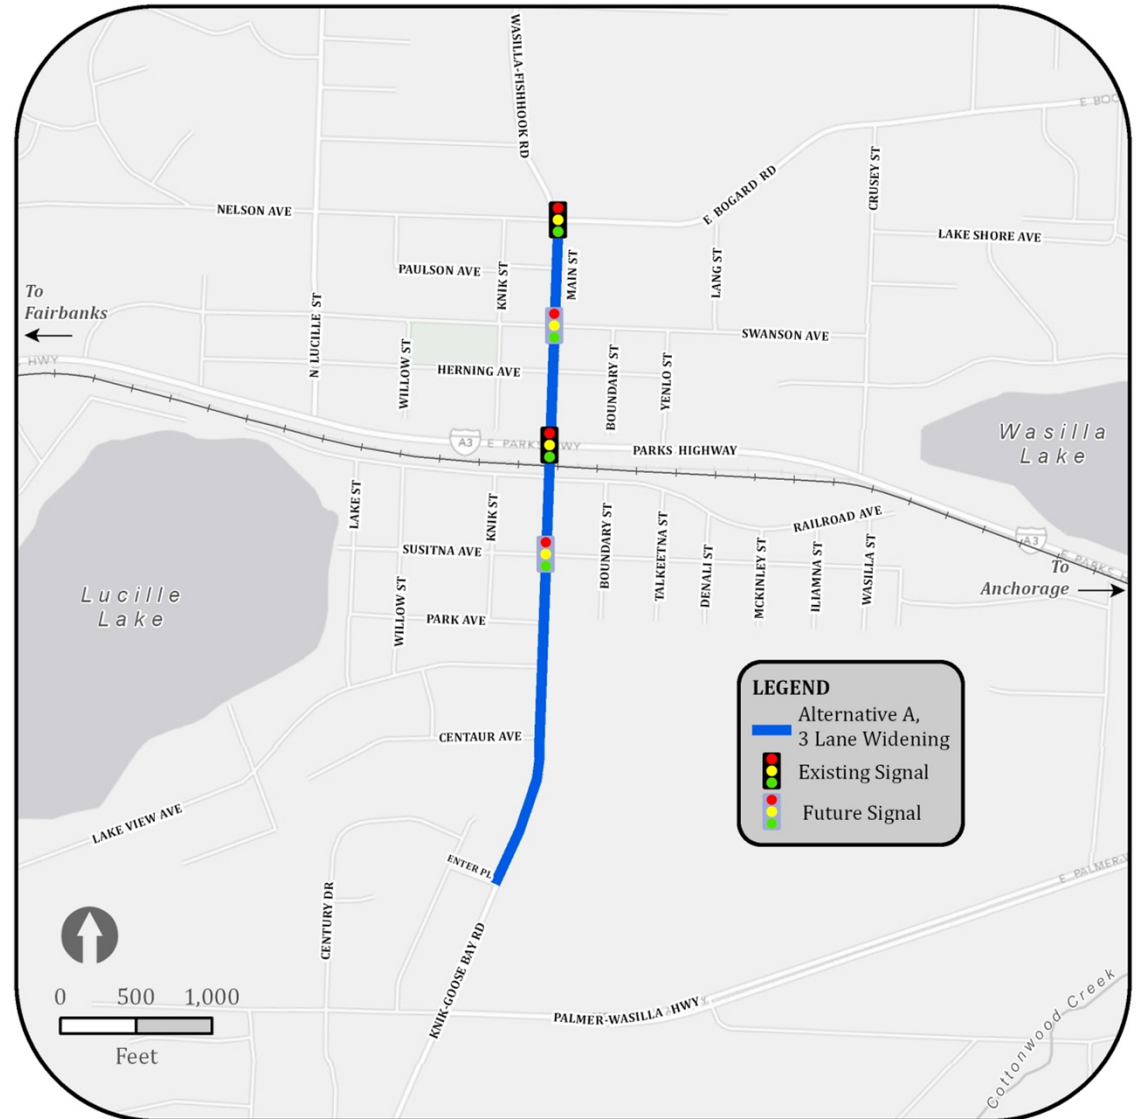 WASILLA-FISHHOOK RD
E BOG
CRUSEY ST
E BOGARD RD
NELSON AVE
LAKE SHORE AVE
PAULSON AVE
KNIK ST
MAIN ST
LANG ST
To
Fairbanks
N LUCILLE ST
SWANSON AVE
HWY
WILLOW ST
HERNING AVE
BOUNDARY ST
YENLO ST
A3
E PARKS HWY
PARKS HIGHWAY
Wasilla
Lake
LAKE ST
KNIK ST
BOUNDARY ST
TALKEETNA ST
RAILROAD AVE
A3
E PARKS H
SUSITNA AVE
DENALI ST
MCKINLEY ST
ILIAMNA ST
WASILLA ST
To
Anchorage
Lucille
Lake
WILLOW ST
PARK AVE
LEGEND
Alternative A,
3 Lane Widening
Existing Signal
Future Signal
CENTAUR AVE
LAKE VIEW AVE
ENTER PL
E PALMER-W
CENTURY DR
KNIK-GOOSE BAY RD
0 500 1,000
Feet
PALMER-WASILLA HWY
Cottonwood Creek